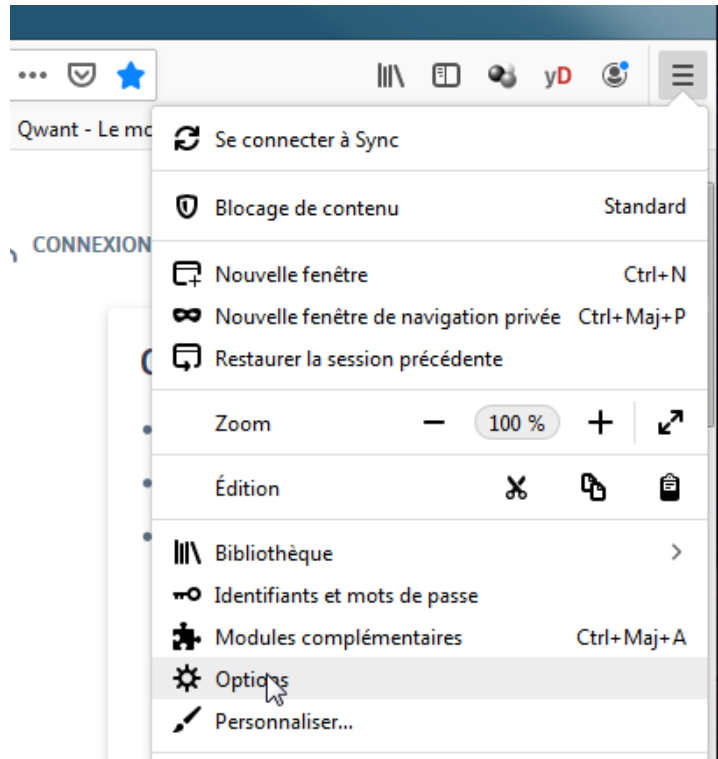 yD
Qwant - Le mo
Se connecter à Sync
Blocage de contenu Standard
CONNEXION
Nouvelle fenêtre Ctrl+N
Nouvelle fenêtre de navigation privée Ctrl+Maj+P
Restaurer la session précédente
Zoom 100 %
Édition
Bibliothèque
Identifiants et mots de passe
Modules complémentaires Ctrl+Maj+A
Options
Personnaliser...